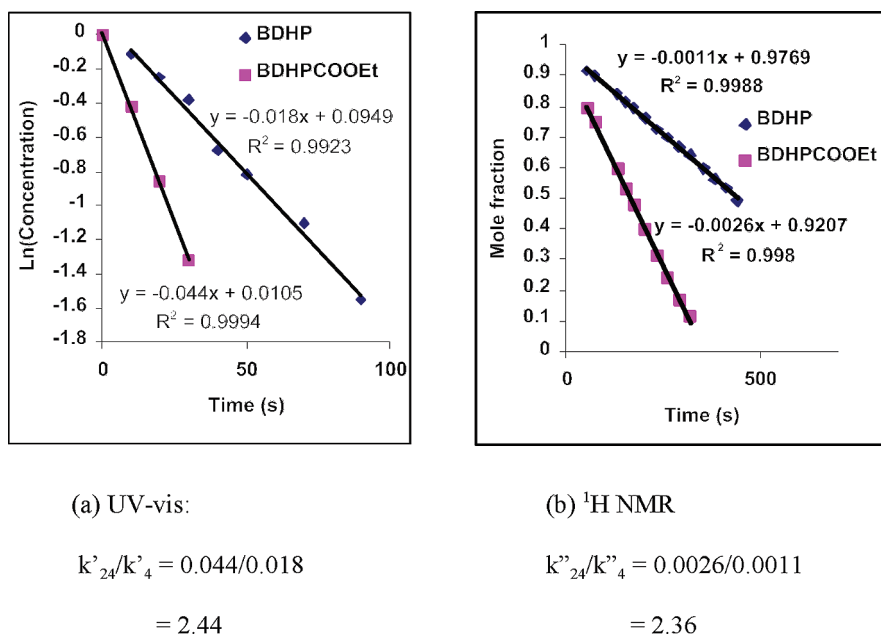 0
-0.2
-0.4
-0.6
-0.8
-1
-1.2
-1.4
-1.6
-1.8
Ln(Concentration)
BDHP
BDHPCOOEt
y = -0.018x + 0.0949
R² = 0.9923
y = -0.044x + 0.0105
R² = 0.9994
0 50 100
Time (s)
1
0.9
0.8
0.7
0.6
0.5
0.4
0.3
0.2
0.1
0
Mole fraction
y = -0.0011x + 0.9769
R² = 0.9988
BDHP
BDHPCOOEt
y = -0.0026x + 0.9207
R² = 0.998
0 500
Time (s)
(a) UV-vis:
k’₂₄/k’₄ = 0.044/0.018
= 2.44
(b) ¹H NMR
k”₂₄/k”₄ = 0.0026/0.0011
= 2.36